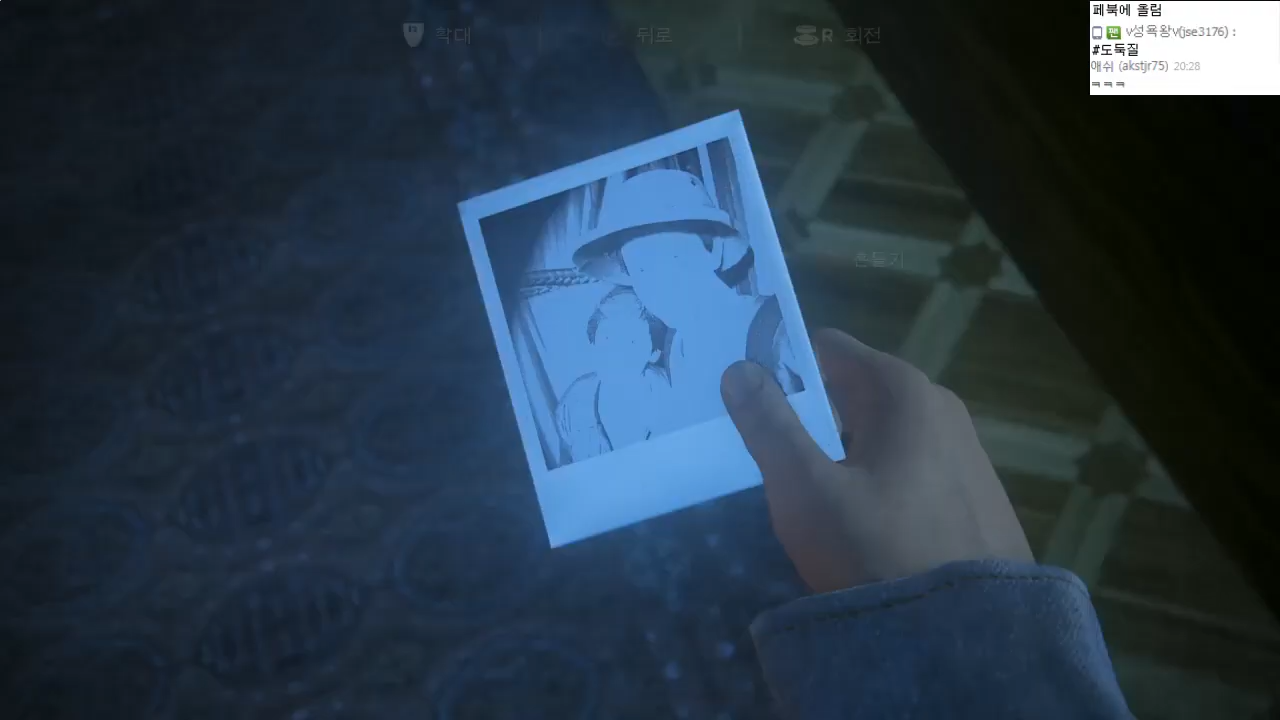 확대
뒤로
R 회전
흔들기
페북에 올림
팬 v성욕왕v(jse3176) :
#도둑질
애쉬 (akstjr75) 20:28
ㅋㅋㅋ